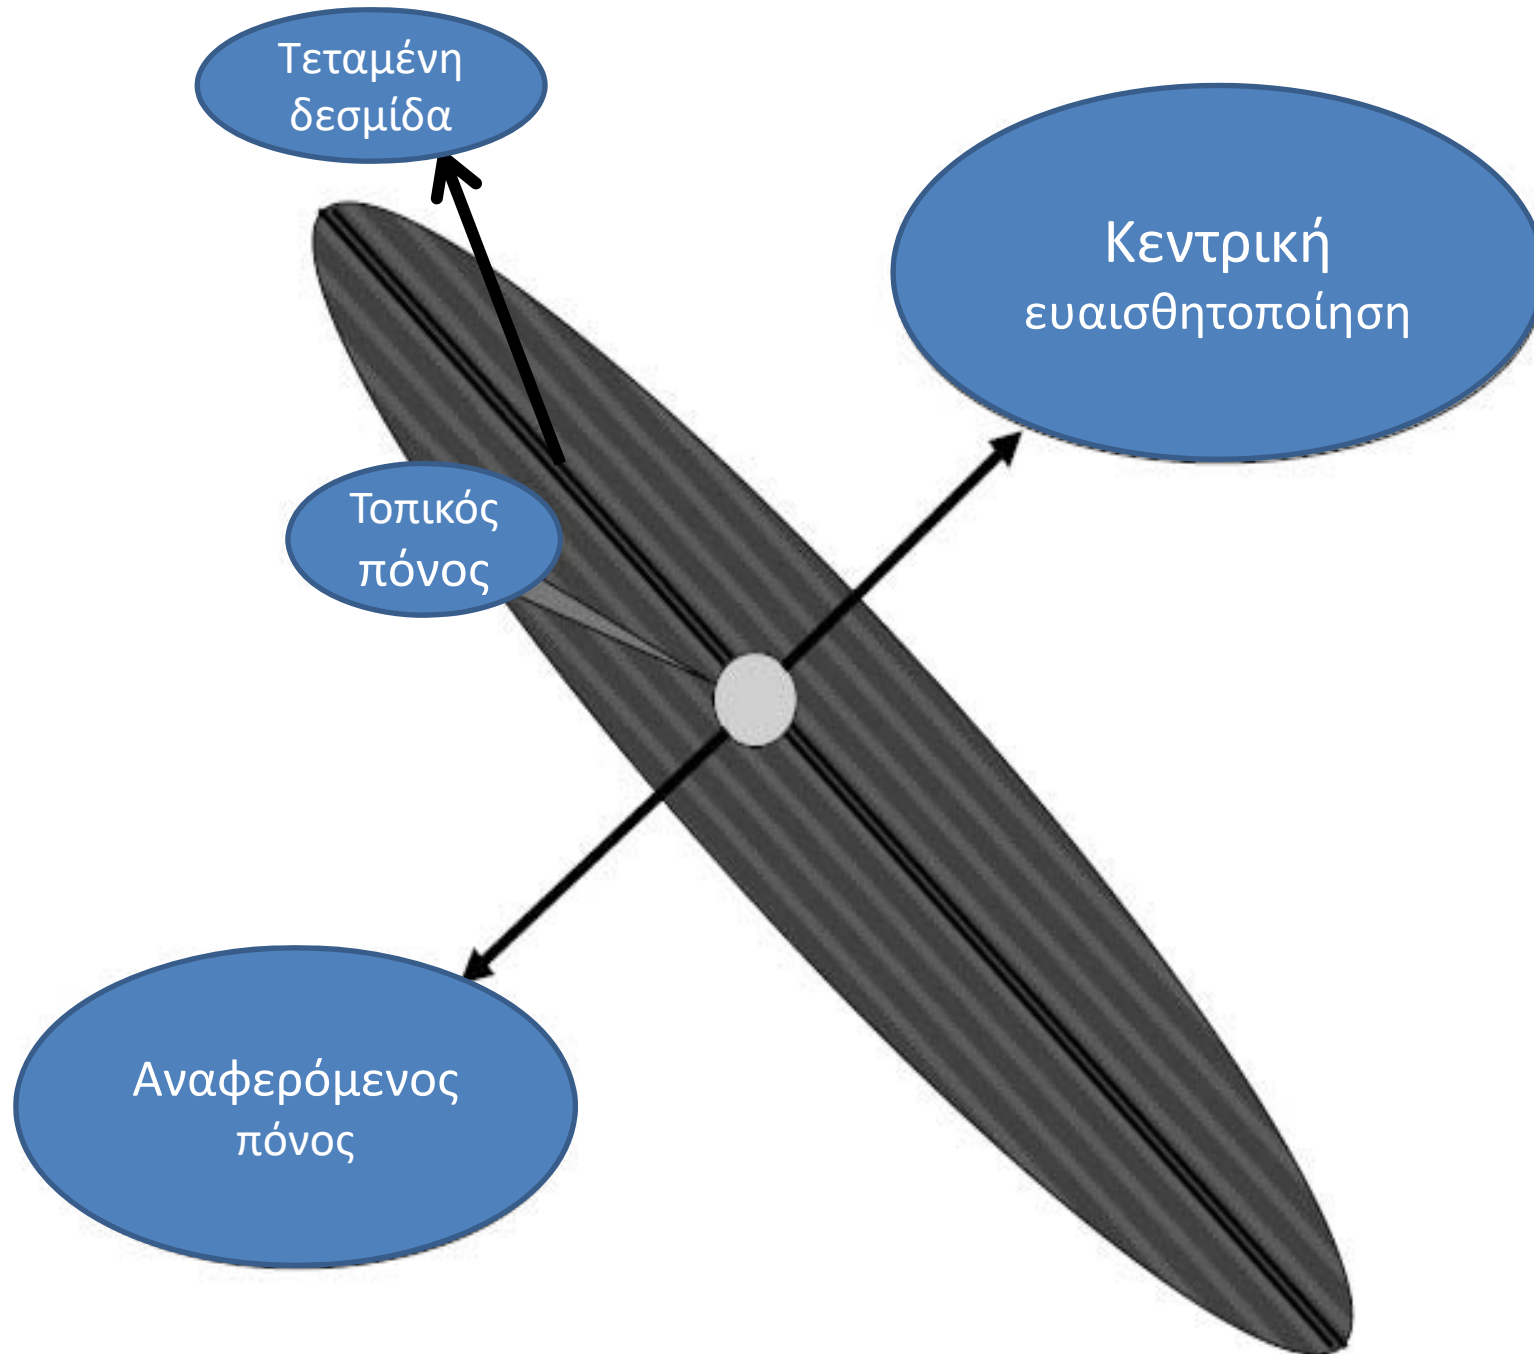 Τεταμένη
δεσμίδα
Κεντρική
ευαισθητοποίηση
Τοπικός
πόνος
Αναφερόμενος
πόνος